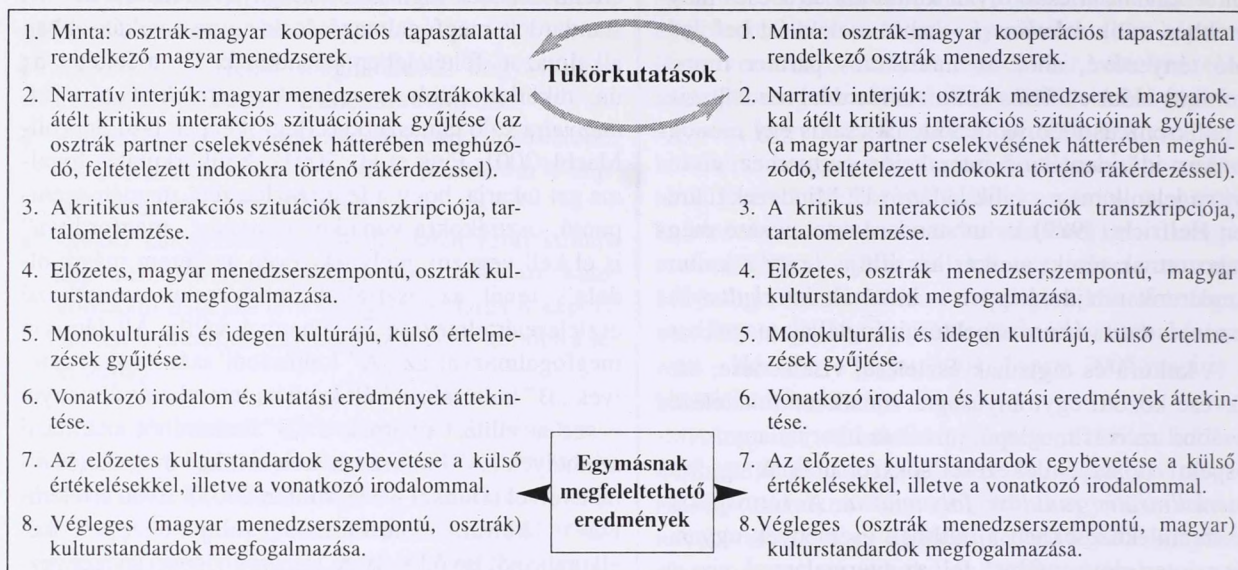 1. Minta: osztrák-magyar kooperációs tapasztalattal
rendelkező magyar menedzserek.
2. Narratív interjúk: magyar menedzserek osztrákokkal
átélt kritikus interakciós szituációinak gyűjtése (az
osztrák partner cselekvésének hátterében meghúzó-
dó, feltételezett indokokra történő rákérdezéssel).
3. A kritikus interakciós szituációk transzkripciója, tar-
talomelemzése.
4. Előzetes, magyar menedzserszempontú, osztrák kul-
turstandardok megfogalmazása.
5. Monokulturális és idegen kultúrájú, külső értelme-
zések gyűjtése.
6. Vonatkozó irodalom és kutatási eredmények áttekin-
tése.
7. Az előzetes kulturstandardok egybevetése a külső
értékelésekkel, illetve a vonatkozó irodalommal.
8. Végleges (magyar menedzserszempontú, osztrák)
kulturstandardok megfogalmazása.
Tükörkutatások
Egymásnak
megfeleltethető
eredmények
1. Minta: osztrák-magyar kooperációs tapasztalattal
rendelkező osztrák menedzserek.
2. Narratív interjúk: osztrák menedzserek magyarok-
kal átélt kritikus interakciós szituációinak gyűjtése
(a magyar partner cselekvésének hátterében meghú-
zódó, feltételezett indokokra történő rákérdezéssel).
3. A kritikus interakciós szituációk transzkripciója,
tartalomelemzése.
4. Előzetes, osztrák menedzserszempontú, magyar
kulturstandardok megfogalmazása.
5. Monokulturális és idegen kultúrájú, külső értelme-
zések gyűjtése.
6. Vonatkozó irodalom és kutatási eredmények áttekin-
tése.
7. Az előzetes kulturstandardok egybevetése a külső
értékelésekkel, illetve a vonatkozó irodalommal.
8.Végleges (osztrák menedzserszempontú, magyar)
kulturstandardok megfogalmazása.